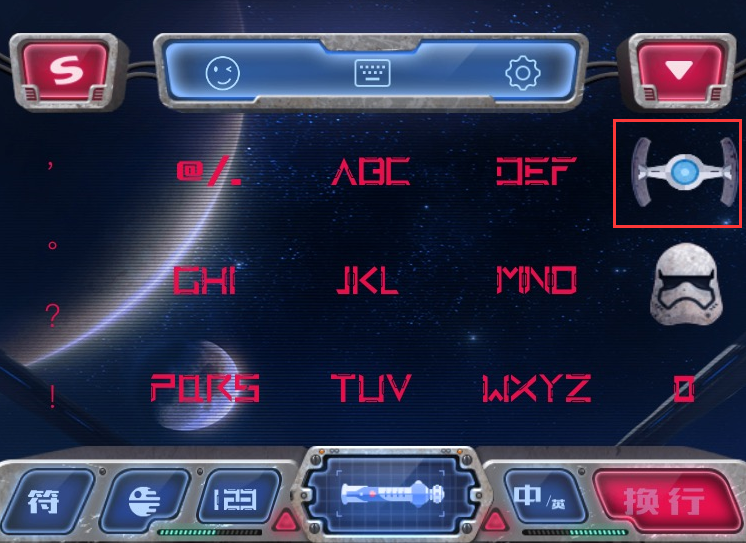 S
, @/. ABC DEF
。 GHI JKL MNO
? PQRS TUV WXYZ 0
!
符 123 中/英 换行